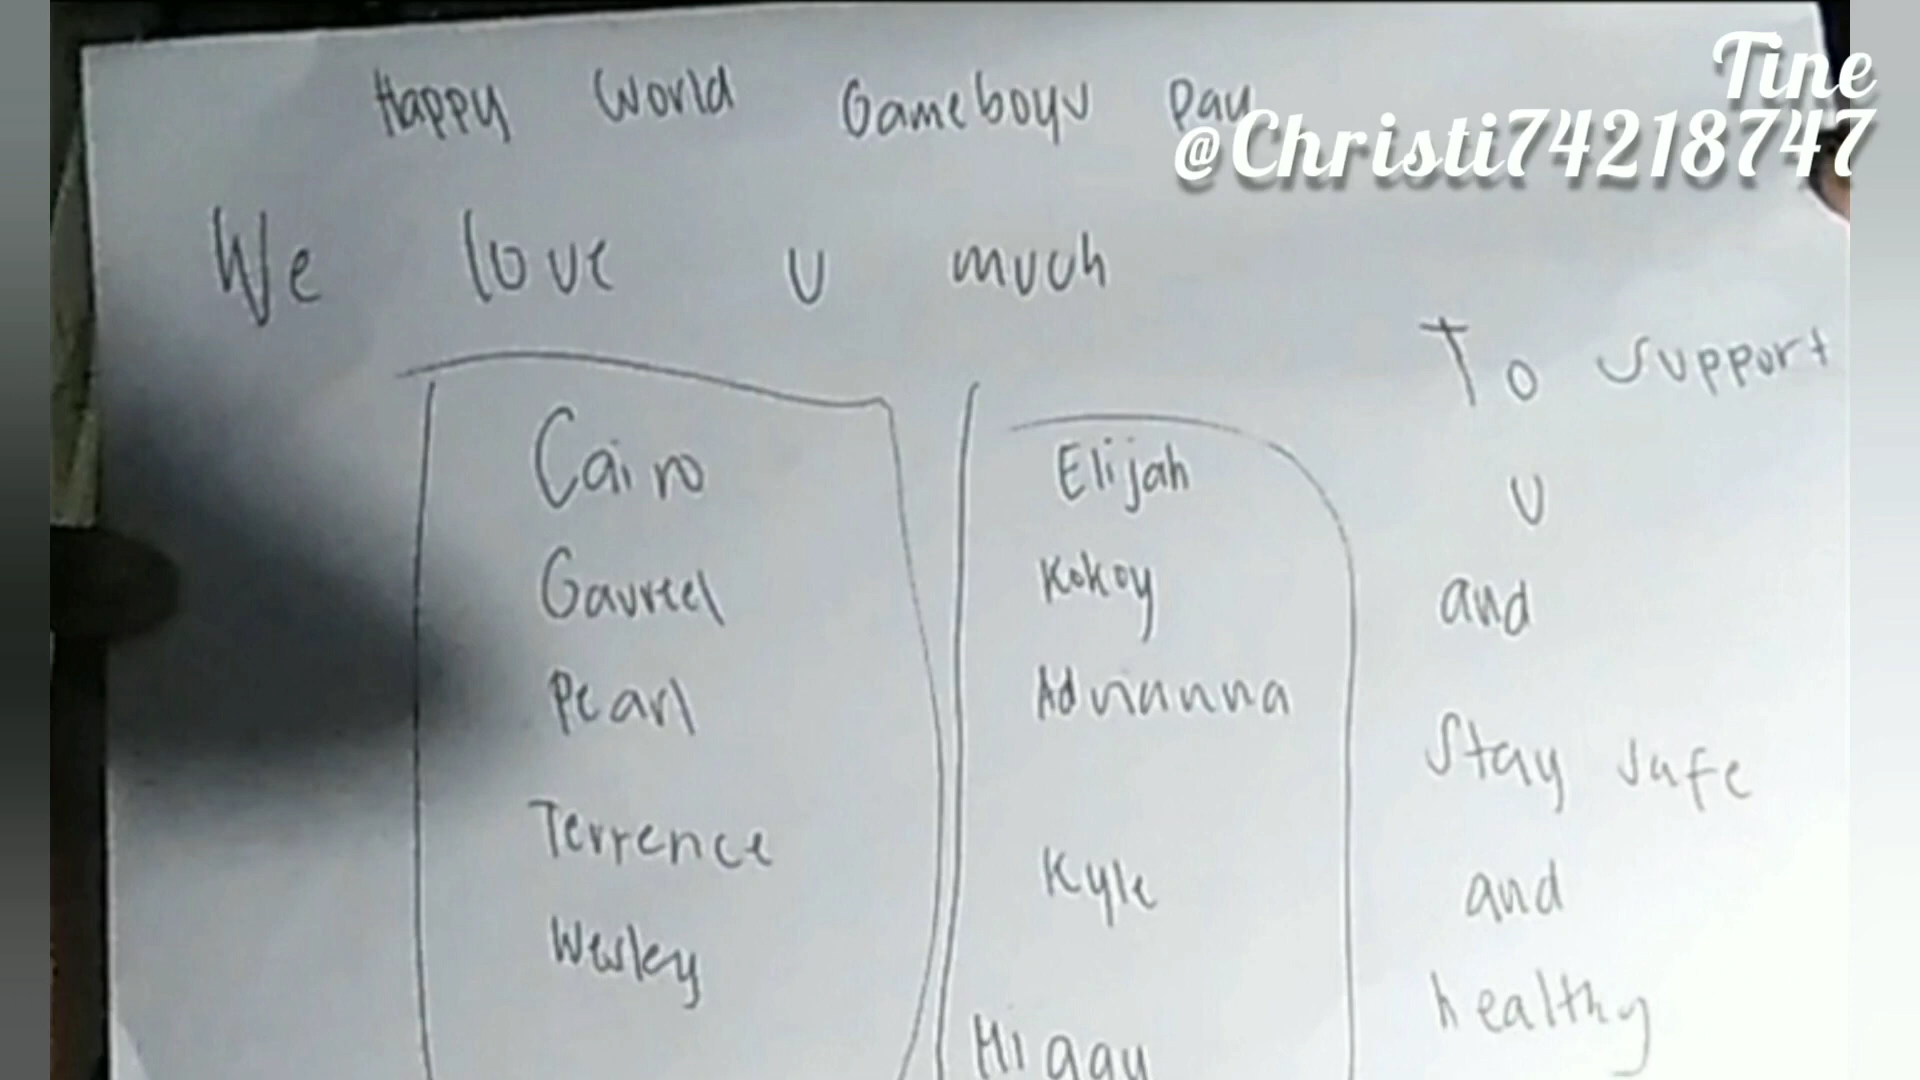 Tine
@Christi74218747
Happy World Gameboys Day
We love u much
Cairo
Gavreel
Pearl
Terrence
Wesley
Elijah
Kokoy
Adrianna
Kyle
To support
u
and
Stay safe
and
healthy